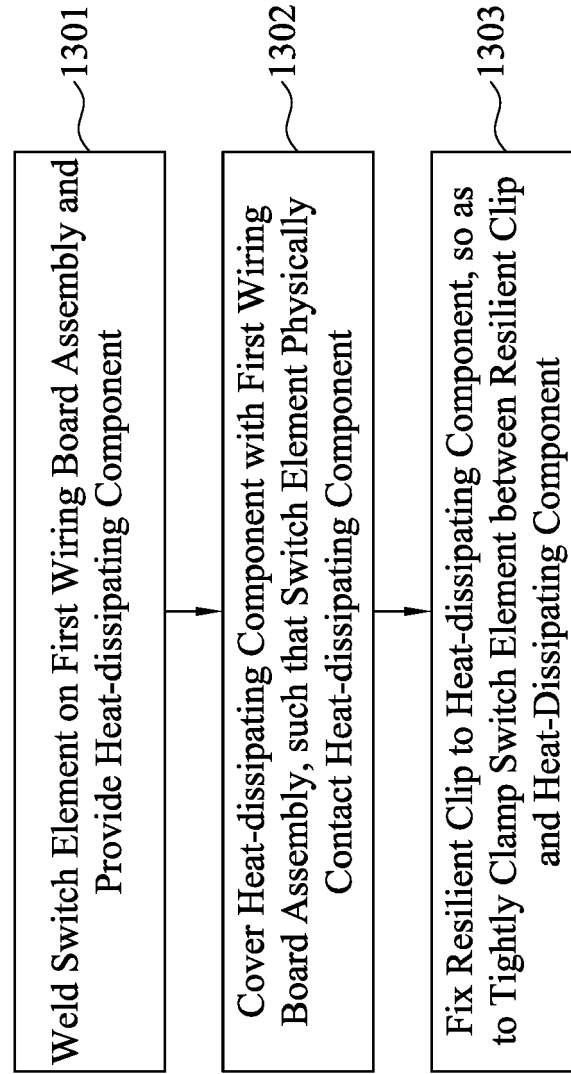 Weld Switch Element on First Wiring Board Assembly and
Provide Heat-dissipating Component
1301
Cover Heat-dissipating Component with First Wiring
Board Assembly, such that Switch Element Physically
Contact Heat-dissipating Component
1302
Fix Resilient Clip to Heat-dissipating Component, so as
to Tightly Clamp Switch Element between Resilient Clip
and Heat-Dissipating Component
1303